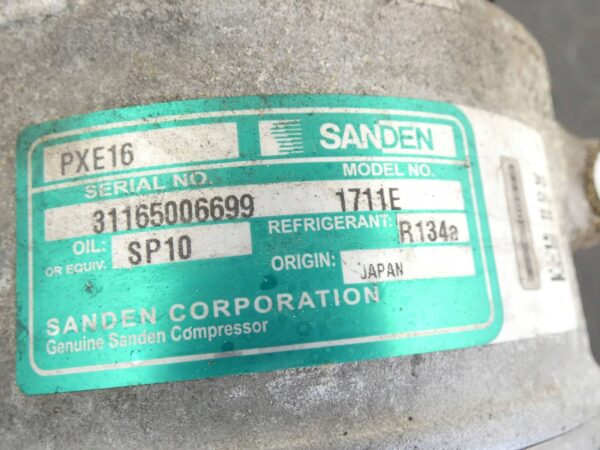 PXE16
SANDEN
SERIAL NO.
MODEL NO.
31165006699
1711E
OIL:
OR EQUIV.
SP10
REFRIGERANT:
R134a
ORIGIN:
JAPAN
SANDEN CORPORATION
Genuine Sanden Compressor